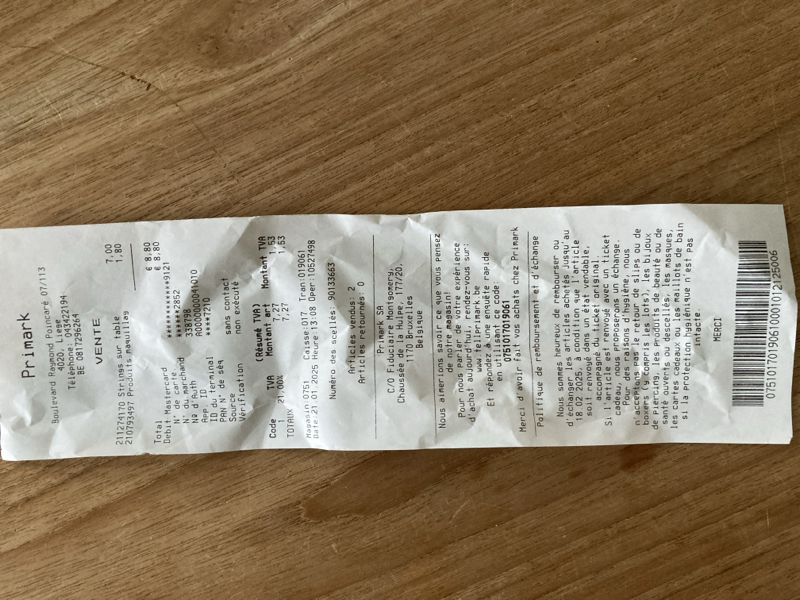 Primark
Boulevard Raymond Poincaré 07/113
4020, Liege
Téléphone: 043422194
BE 0817296264
VENTE
211274170 Strings sur table 7,00
210793497 Produits maquilles 1,80
Total € 8,80
Debit Mastercard € 8,80
N° de carte ************9121
N° du marchand ******2852
N° d'Auth 338798
App. ID A0000000041010
ID du terminal ****7210
PAN N° de séq
Source sans contact
Vérification non exécuté
(Résumé TVA)
Code TVA Montant net Montant TVA
1 21,00% 7,27 1,53
TOTAUX 7,27 1,53
Magasin:0751 Caisse:017 Tran:019061
Date:21.01.2025 Heure:13:08 Oper:10527498
Numéro des scellés: 90133663
Articles vendus: 2
Articles retournés 0
Primark SA
C/O Fiduciair Montgomery,
Chaussée de la Hulpe, 177/20,
1170 Bruxelles
Belgique
Nous aimerions savoir ce que vous pensez
de notre magasin.
Pour nous parler de votre expérience
d'achat aujourd'hui, rendez-vous sur:
tellPrimark.be
Et répondez à une enquête rapide
en utilisant ce code
075101701906101
Merci d'avoir fait vos achats chez Primark
Politique de remboursement et d'échange
Nous sommes heureux de rembourser ou
d'échanger les articles achetés jusqu'au
18.02.2025, à condition que l'article
soit renvoyé dans un état vendable,
accompagné du ticket original.
Si l'article est renvoyé avec un ticket
cadeau, nous proposerons un échange.
Pour des raisons d'hygiène, nous
n'acceptons pas le retour de slips ou de
boxers (y compris les lots), les bijoux
de piercing, les Produits de beauté ou de
santé ouverts ou descellés, les masques,
les cartes cadeaux ou les maillots de bain
si la protection hygiénique n'est pas
intacte.
MERCI